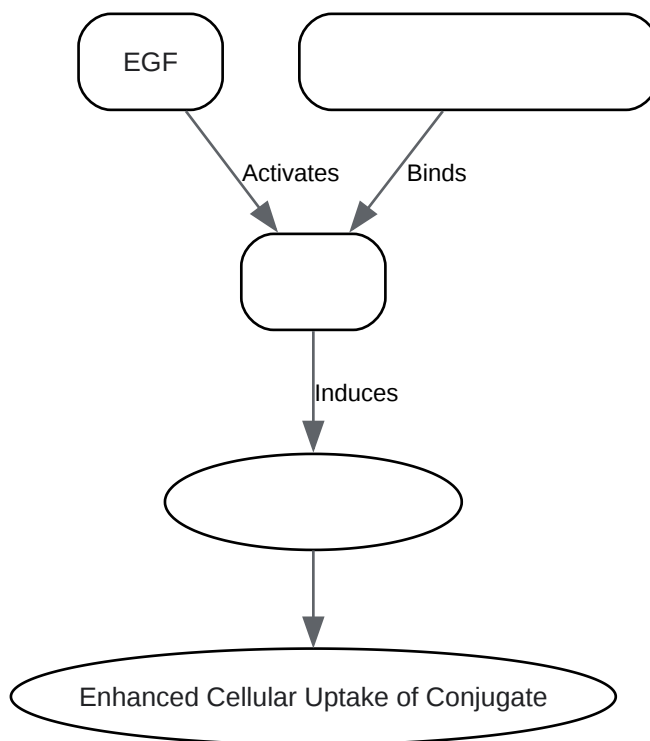 EGF
Activates
Binds
Induces
Enhanced Cellular Uptake of Conjugate